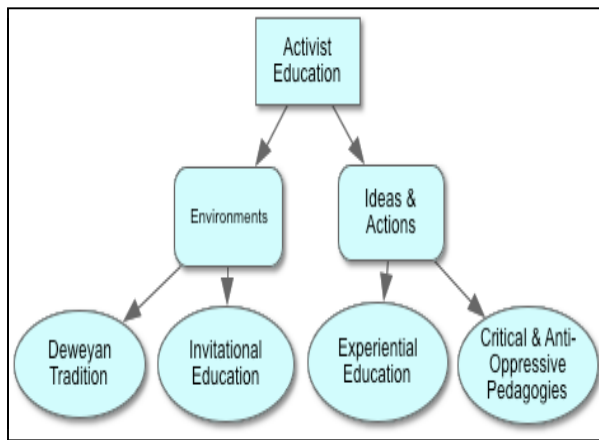 Activist
Education
Environments
Ideas &
Actions
Deweyan
Tradition
Invitational
Education
Experiential
Education
Critical & Anti-
Oppressive
Pedagogies